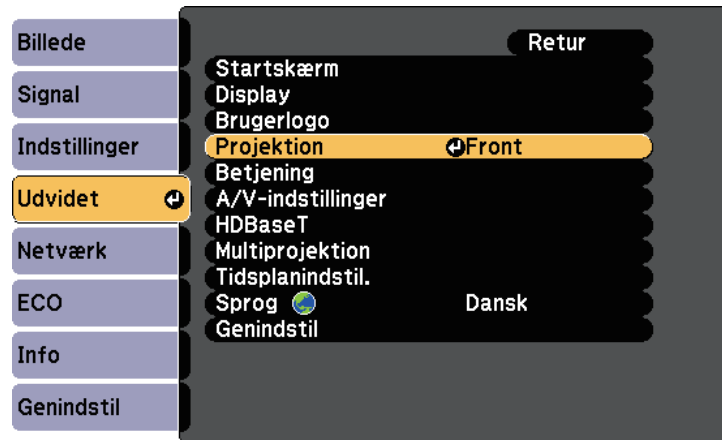 Billede
Signal
Indstillinger
Udvidet
Netværk
ECO
Info
Genindstil
Retur
Startskærm
Display
Brugerlogo
Projektion Front
Betjening
A/V-indstillinger
HDBaseT
Multiprojektion
Tidsplanindstil.
Sprog Dansk
Genindstil